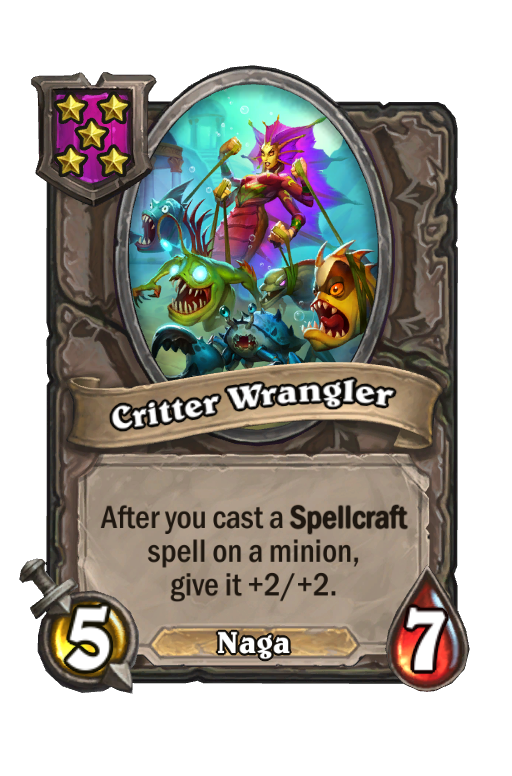 Critter Wrangler
After you cast a Spellcraft
spell on a minion,
give it +2/+2.
5
Naga
7